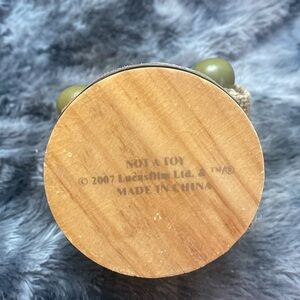 NOT A TOY
© 2007 Lucasfilm Ltd. & ™/®
MADE IN CHINA